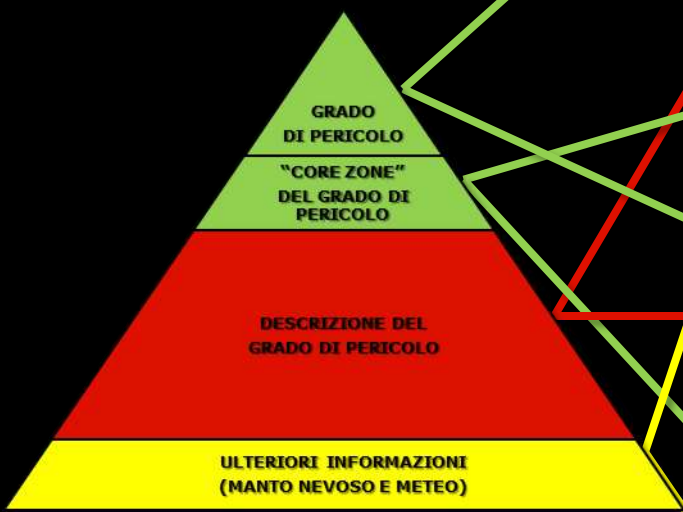 GRADO
DI PERICOLO
“CORE ZONE”
DEL GRADO DI
PERICOLO
DESCRIZIONE DEL
GRADO DI PERICOLO
ULTERIORI INFORMAZIONI
(MANTO NEVOSO E METEO)